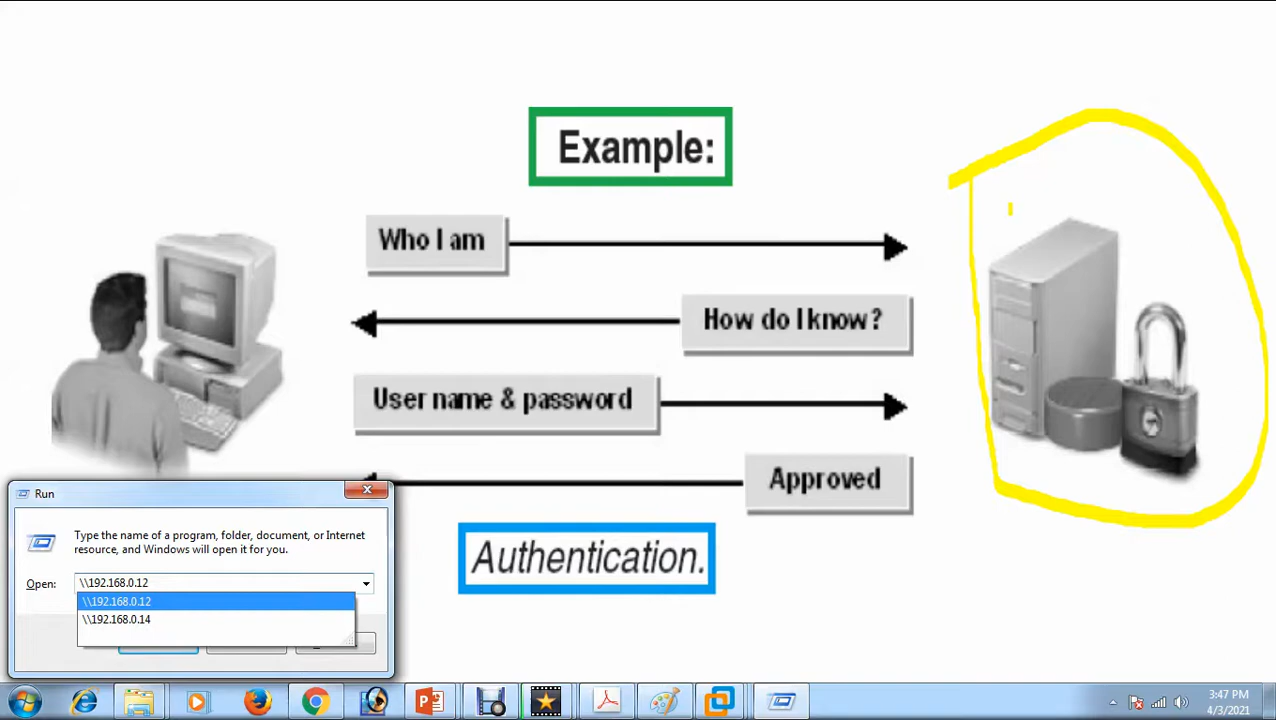 Example:
Who I am
How do I know?
User name & password
Approved
Authentication.
Run
Type the name of a program, folder, document, or Internet
resource, and Windows will open it for you.
Open:
\\192.168.0.12
\\192.168.0.12
\\192.168.0.14
3:47 PM
4/3/2021